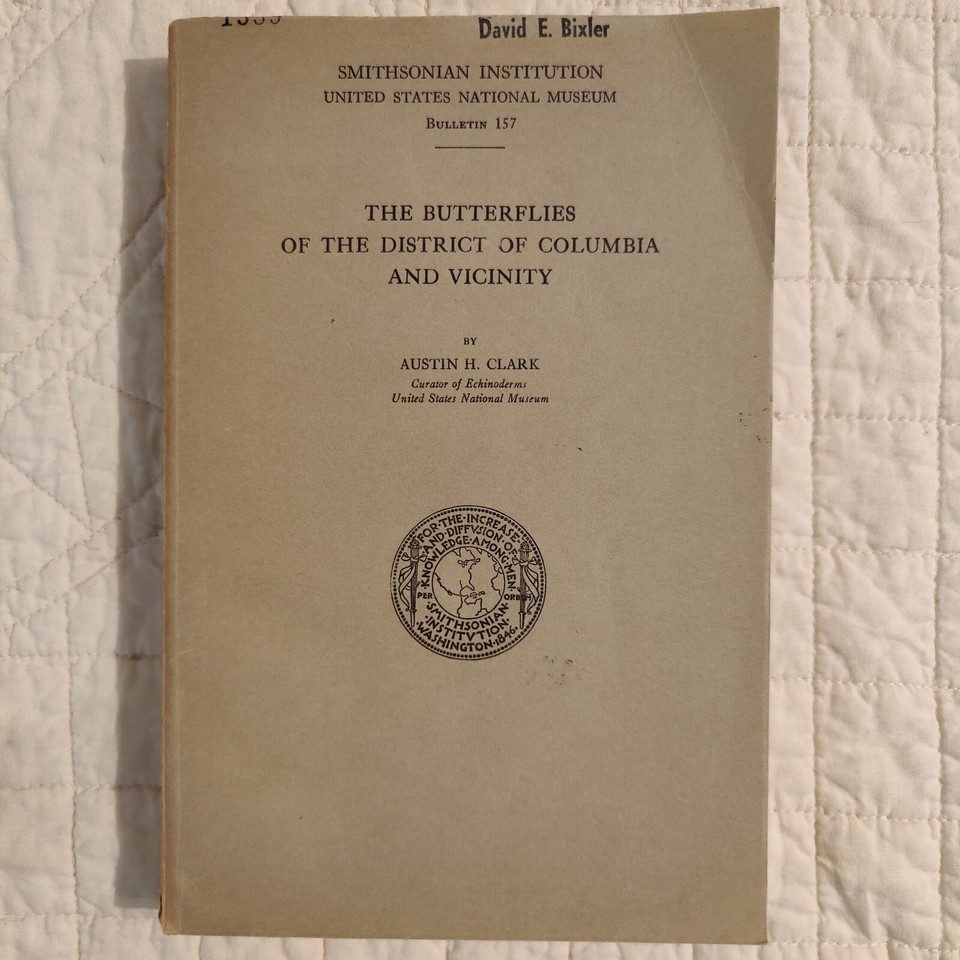 David E. Bixler
SMITHSONIAN INSTITUTION
UNITED STATES NATIONAL MUSEUM
BULLETIN 157
THE BUTTERFLIES
OF THE DISTRICT OF COLUMBIA
AND VICINITY
BY
AUSTIN H. CLARK
Curator of Echinoderms
United States National Museum
FOR·THE·INCREASE·
AND·DIFFVSION·OF
KNOWLEDGE·AMONG·MEN·
PER ORBEM
SMITHSONIAN·
·INSTITVTION·
WASHINGTON·1846·